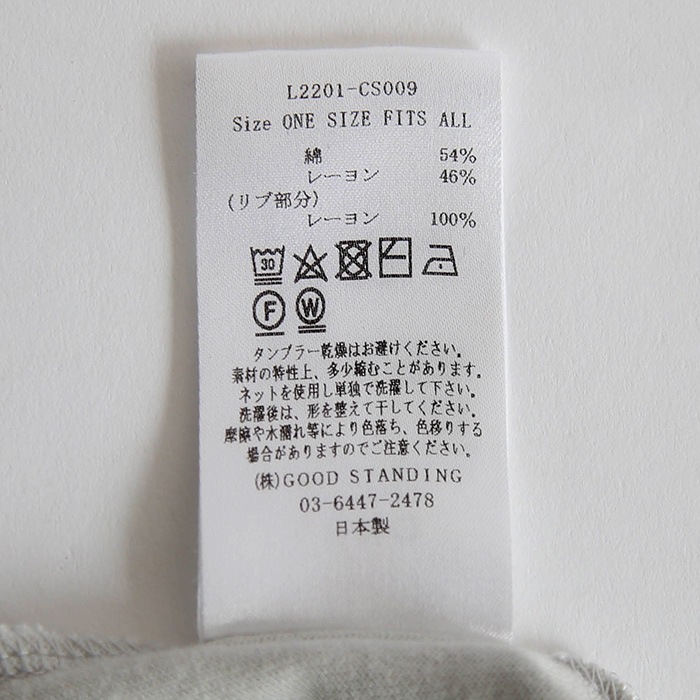 L2201-CS009
Size ONE SIZE FITS ALL
綿 54%
レーヨン 46%
(リブ部分)
レーヨン 100%
30
F W
タンブラー乾燥はお避けください。
素材の特性上、多少縮むことがあります。
ネットを使用し単独で洗濯して下さい。
洗濯後は、形を整えて干してください。
摩擦や水濡れ等により色落ち、色移りする
場合がありますのでご注意ください。
(株)GOOD STANDING
03-6447-2478
日本製